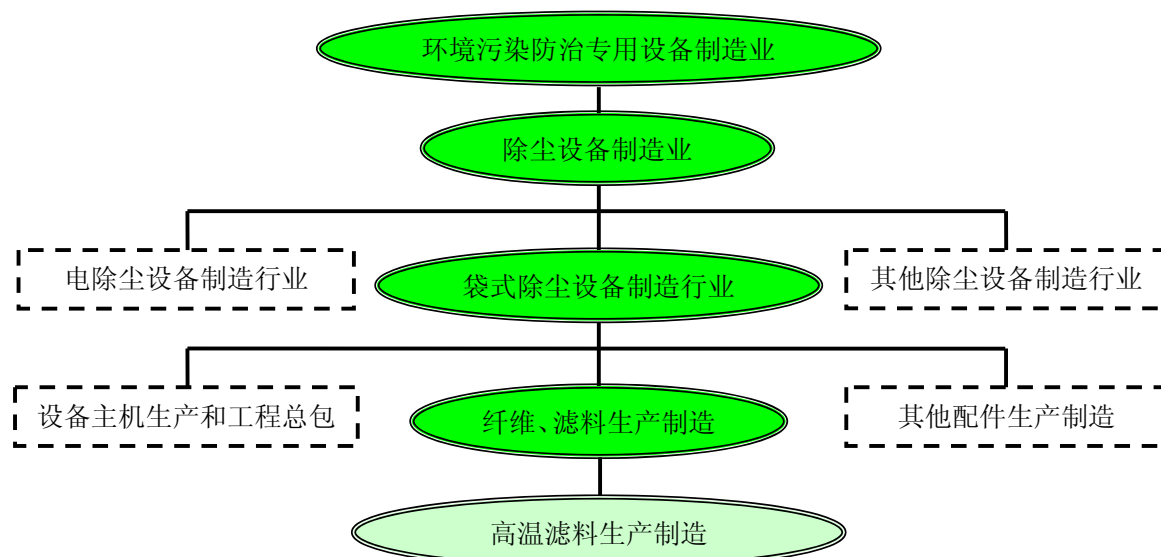 环境污染防治专用设备制造业
除尘设备制造业
电除尘设备制造行业
袋式除尘设备制造行业
其他除尘设备制造行业
设备主机生产和工程总包
纤维、滤料生产制造
其他配件生产制造
高温滤料生产制造